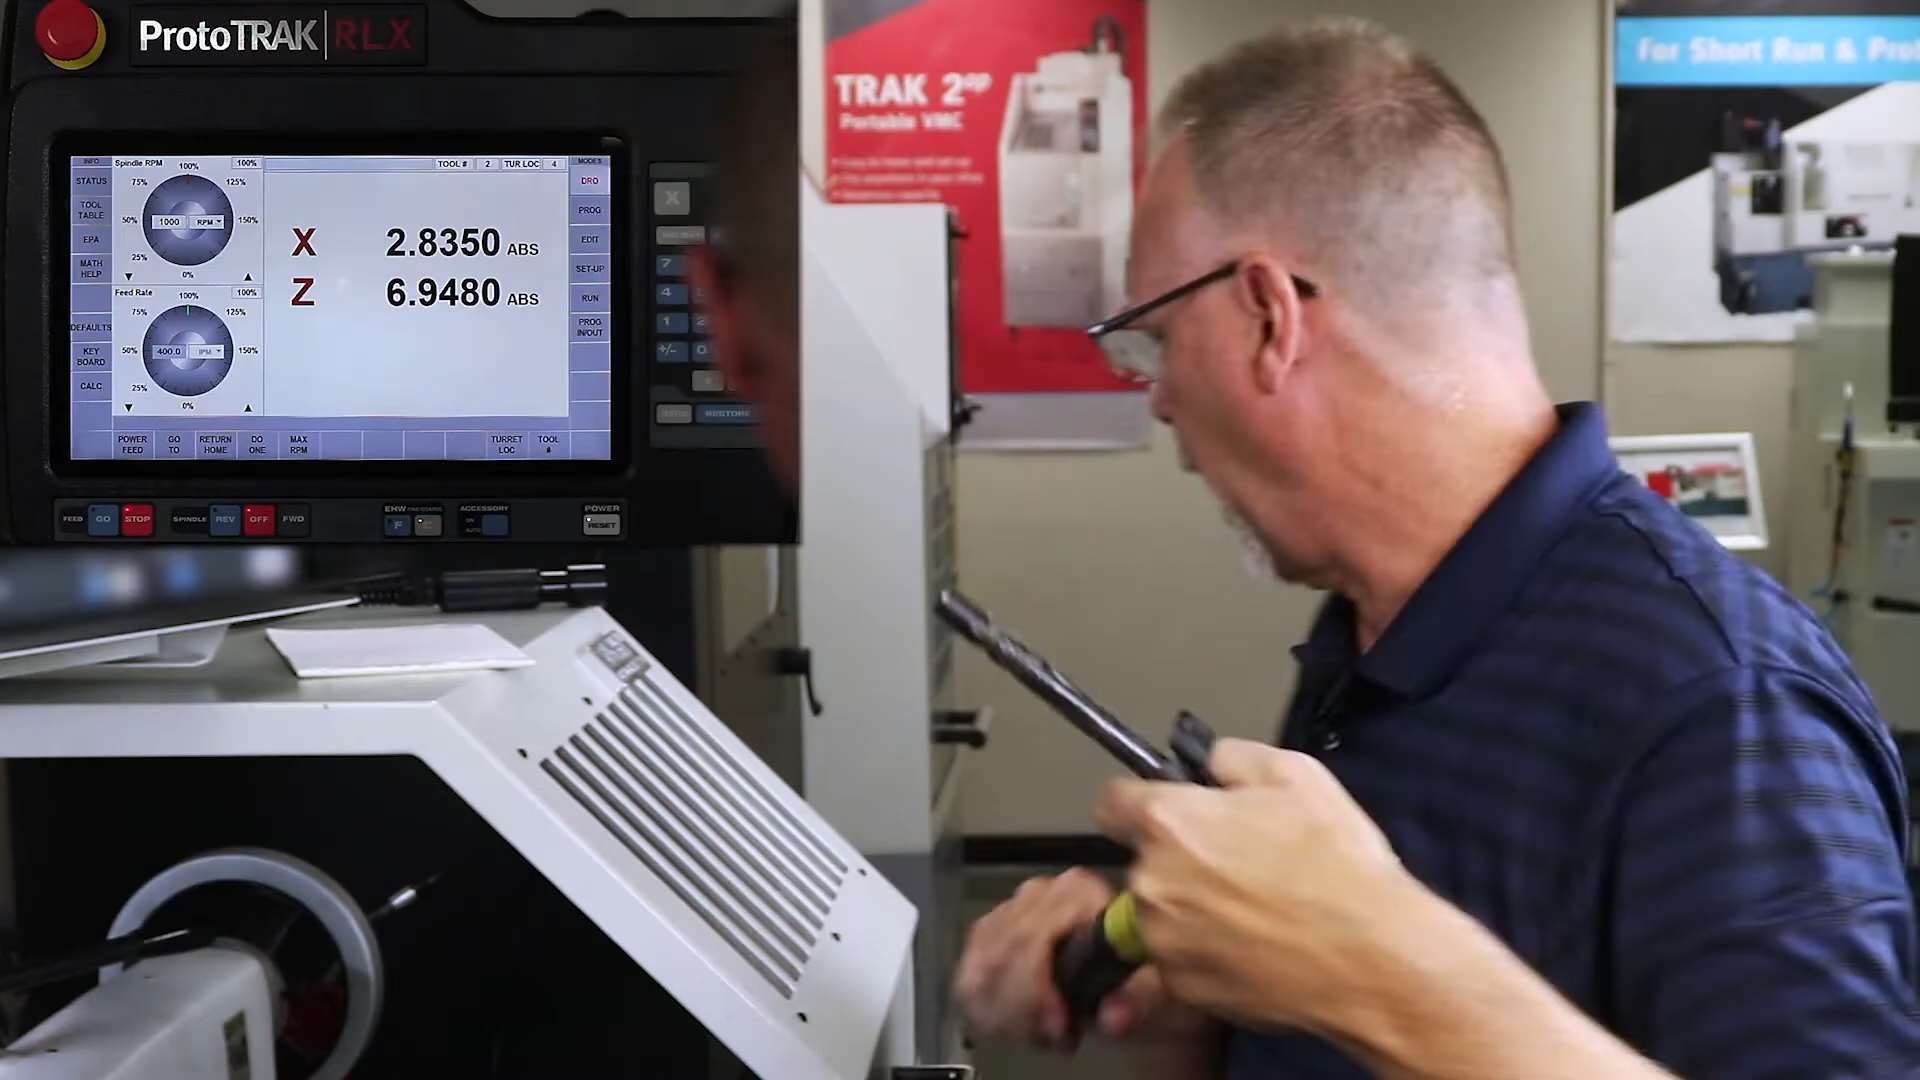 ProtoTRAK RLX
TRAK 2op
Portable VMC
For Short Run & Pro
INFO
Spindle RPM
100%
100%
TOOL #
2
TUR LOC
4
MODES
STATUS
75%
125%
DRO
TOOL
TABLE
50%
1000
RPM
150%
PROG
EPA
X
2.8350 ABS
EDIT
MATH
HELP
25%
0%
SET-UP
Feed Rate
100%
100%
Z
6.9480 ABS
RUN
75%
125%
DEFAULTS
PROG
IN/OUT
KEY
BOARD
50%
400.0
IPM
150%
CALC
25%
0%
POWER
FEED
GO
TO
RETURN
HOME
DO
ONE
MAX
RPM
TURRET
LOC
TOOL
#
X
7
4
1
2
+/-
0
RESTORE
FEED
GO
STOP
SPINDLE
REV
OFF
FWD
EHW
F
ACCESSORY
ON
AUTO
POWER
RESET